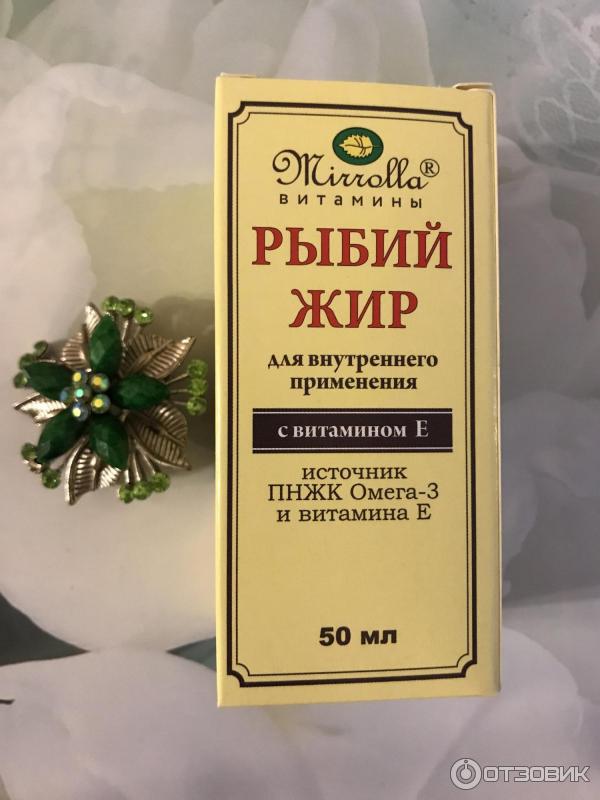 Mirrolla®
ВИТАМИНЫ
РЫБИЙ
ЖИР
для внутреннего
применения
с витамином Е
источник
ПНЖК Омега-3
и витамина Е
50 мл
ОТЗОВИК